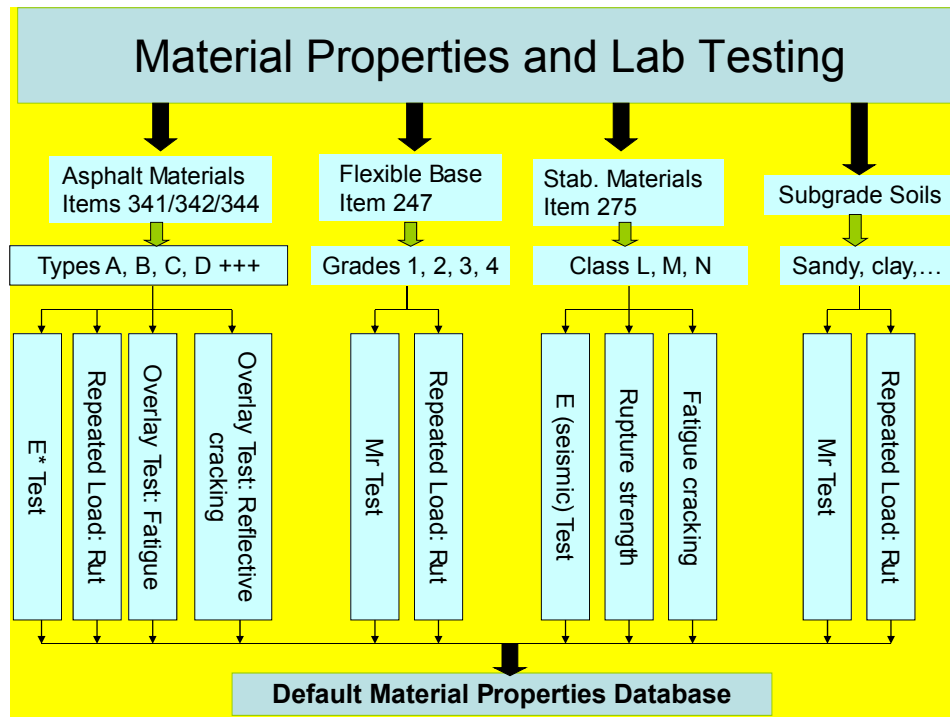 Material Properties and Lab Testing
Asphalt Materials
Items 341/342/344
Flexible Base
Item 247
Stab. Materials
Item 275
Subgrade Soils
Types A, B, C, D +++
Grades 1, 2, 3, 4
Class L, M, N
Sandy, clay,…
E* Test
Repeated Load: Rut
Overlay Test: Fatigue
Overlay Test: Reflective
cracking
Mr Test
Repeated Load: Rut
E (seismic) Test
Rupture strength
Fatigue cracking
Mr Test
Repeated Load: Rut
Default Material Properties Database